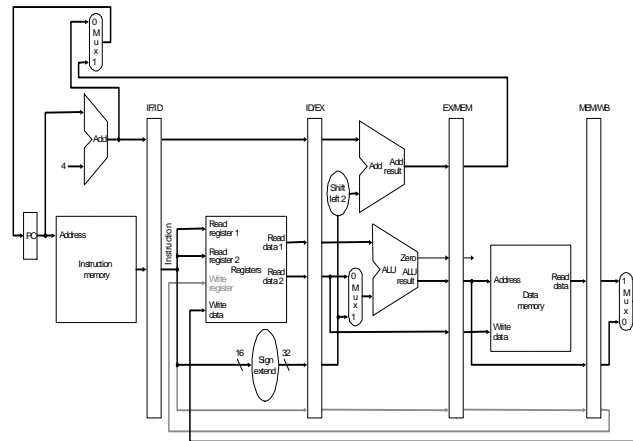 0
M
u
x
1
IF/ID
ID/EX
EX/MEM
MEM/WB
Add
4
Add
Add
result
Shift
left 2
PC
Address
Instruction
memory
Instruction
Read
register 1
Read
register 2
Write
register
Write
data
Registers
Read
data 1
Read
data 2
0
M
u
x
1
ALU
Zero
ALU
result
Address
Write
data
Data
memory
Read
data
1
M
u
x
0
16
Sign
extend
32